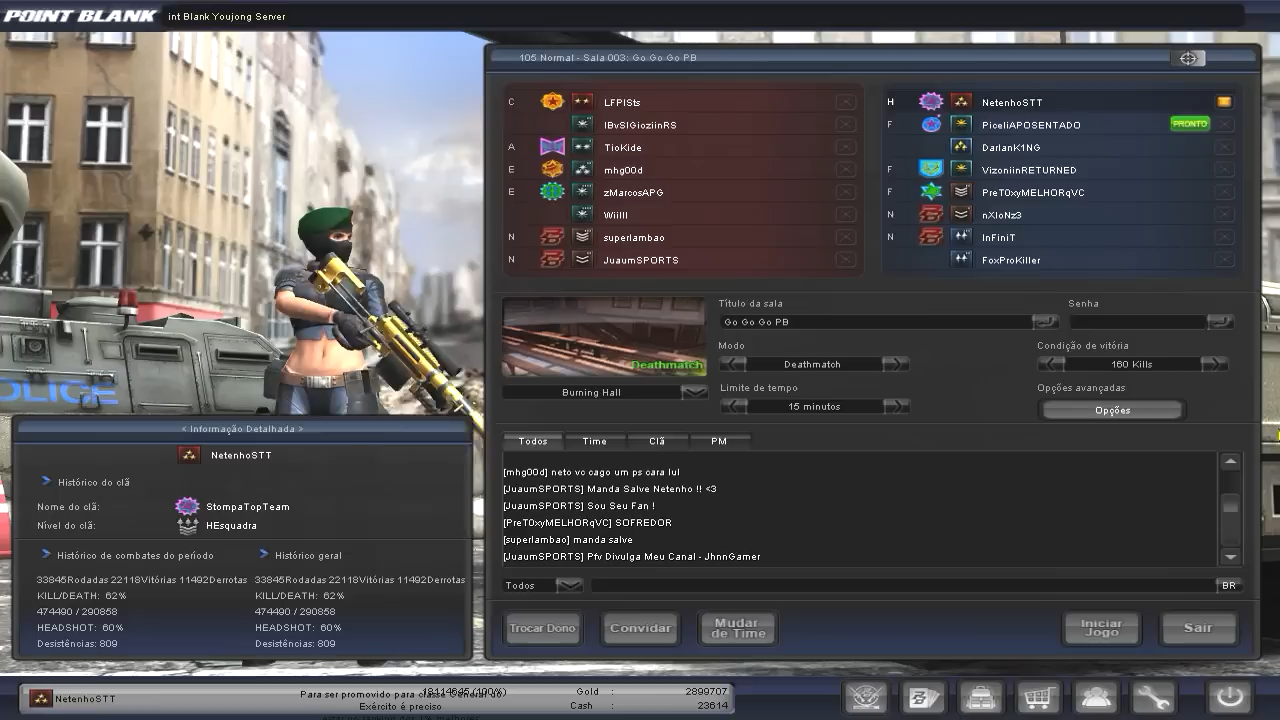 POINT BLANK
int Blank Youjong Server
105 Normal - Sala 003: Go Go Go PB
C LFPISts
IBvSIGioziinRS
A TioKide
E mhg00d
E zMarcosAPG
Wiilll
N superlambao
N JuaumSPORTS
H NetenhoSTT
F PiceliAPOSENTADO PRONTO
DarlanK1NG
F VizoniinRETURNED
F PreT0xyMELHORqVC
N nXloNz3
N InFiniT
FoxProKiller
Deathmatch
Burning Hall
Título da sala
Go Go Go PB
Senha
Modo
Deathmatch
Condição de vitória
160 Kills
Limite de tempo
15 minutos
Opções avançadas
Opções
Todos Time Clã PM
[mhg00d] neto vc cago um ps cara lul
[JuaumSPORTS] Manda Salve Netenho !! <3
[JuaumSPORTS] Sou Seu Fan !
[PreT0xyMELHORqVC] SOFREDOR
[superlambao] manda salve
[JuaumSPORTS] Pfv Divulga Meu Canal - JhnnGamer
Todos
BR
Trocar Dono
Convidar
Mudar
de Time
Iniciar
Jogo
Sair
OLICE
< Informação Detalhada >
NetenhoSTT
Histórico do clã
Nome do clã: StompaTopTeam
Nível do clã: HEsquadra
Histórico de combates do período
33845Rodadas 22118Vitórias 11492Derrotas
KILL/DEATH: 62%
474490 / 290858
HEADSHOT: 60%
Desistências: 809
Histórico geral
33845Rodadas 22118Vitórias 11492Derrotas
KILL/DEATH: 62%
474490 / 290858
HEADSHOT: 60%
Desistências: 809
NetenhoSTT
Para ser promovido para
Exército é preciso
Gold : 2899707
Cash : 23614